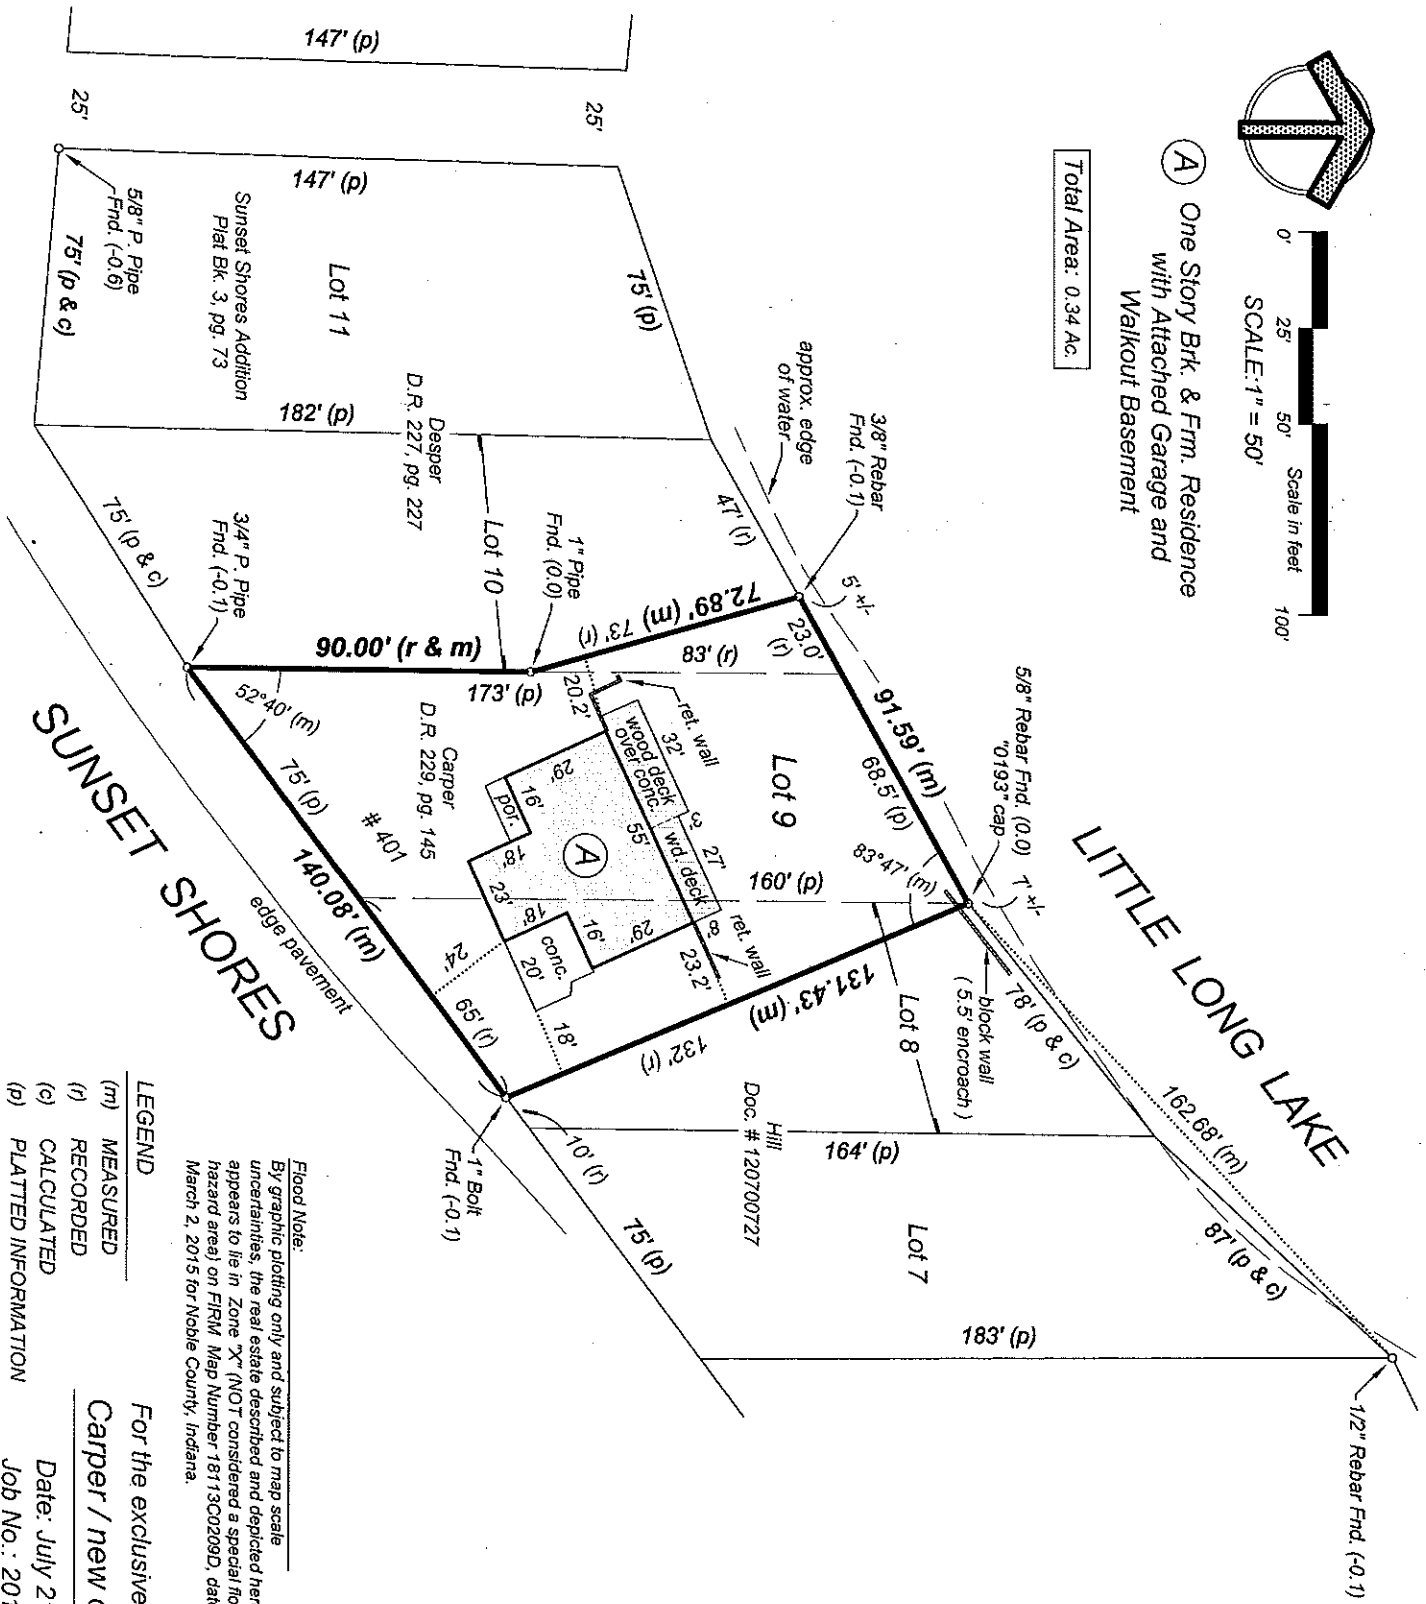 0'
25'
50'
Scale in feet
100'
SCALE:1" = 50'
A
One Story Brk. & Frm. Residence
with Attached Garage and
Walkout Basement
Total Area: 0.34 Ac.
147' (p)
25'
25'
147' (p)
5/8" P. Pipe
Fnd. (-0.6)
75' (p & c)
Sunset Shores Addition
Plat Bk. 3, pg. 73
Lot 11
75' (p)
182' (p)
Desper
D.R. 227, pg. 227
Lot 10
47' (r)
approx. edge
of water
3/8" Rebar
Fnd. (-0.1)
5' +/-
1" Pipe
Fnd. (0.0)
75' (p & c)
3/4" P. Pipe
Fnd. (-0.1)
90.00' (r & m)
72.89' (m)
73' (r)
83' (r)
173' (p)
23.0'
(r)
91.59' (m)
68.5' (p)
5/8" Rebar Fnd. (0.0)
"0193" cap
7' +/-
83°47' (m)
52°40' (m)
75' (p)
140.08' (m)
65' (r)
# 401
Carper
D.R. 229, pg. 145
Lot 9
20.2'
ret. wall
wood deck
over conc.
32'
3'
27'
wd. deck
8'
ret. wall
23.2'
55'
29'
16'
por.
18'
23'
18'
16'
29'
A
conc.
20'
18'
24'
160' (p)
Lot 8
131.43' (m)
132' (r)
block wall
( 5.5' encroach )
78' (p & c)
LITTLE LONG LAKE
162.68' (m)
87' (p & c)
1/2" Rebar Fnd. (-0.1)
164' (p)
Hill
Doc. # 120700727
Lot 7
183' (p)
10' (r)
75' (p)
1" Bolt
Fnd. (-0.1)
edge pavement
SUNSET SHORES
Flood Note:
By graphic plotting only and subject to map scale
uncertainties, the real estate described and depicted her
appears to lie in Zone "X" (NOT considered a special flo
hazard area) on FIRM Map Number 18113C0209D, dat
March 2, 2015 for Noble County, Indiana.
LEGEND
(m) MEASURED
(r) RECORDED
(c) CALCULATED
(p) PLATTED INFORMATION
For the exclusive
Carper / new
Date: July 2
Job No.: 201